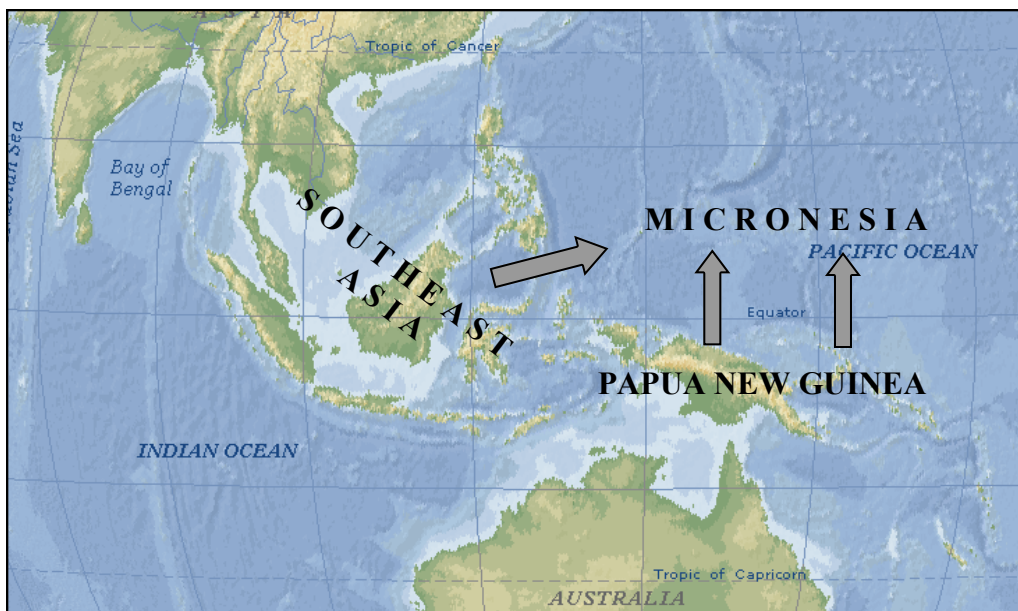 ASIA
Tropic of Cancer
Bay of
Bengal
SOUTHEAST
ASIA
MICRONESIA
PACIFIC OCEAN
Equator
PAPUA NEW GUINEA
INDIAN OCEAN
Tropic of Capricorn
AUSTRALIA